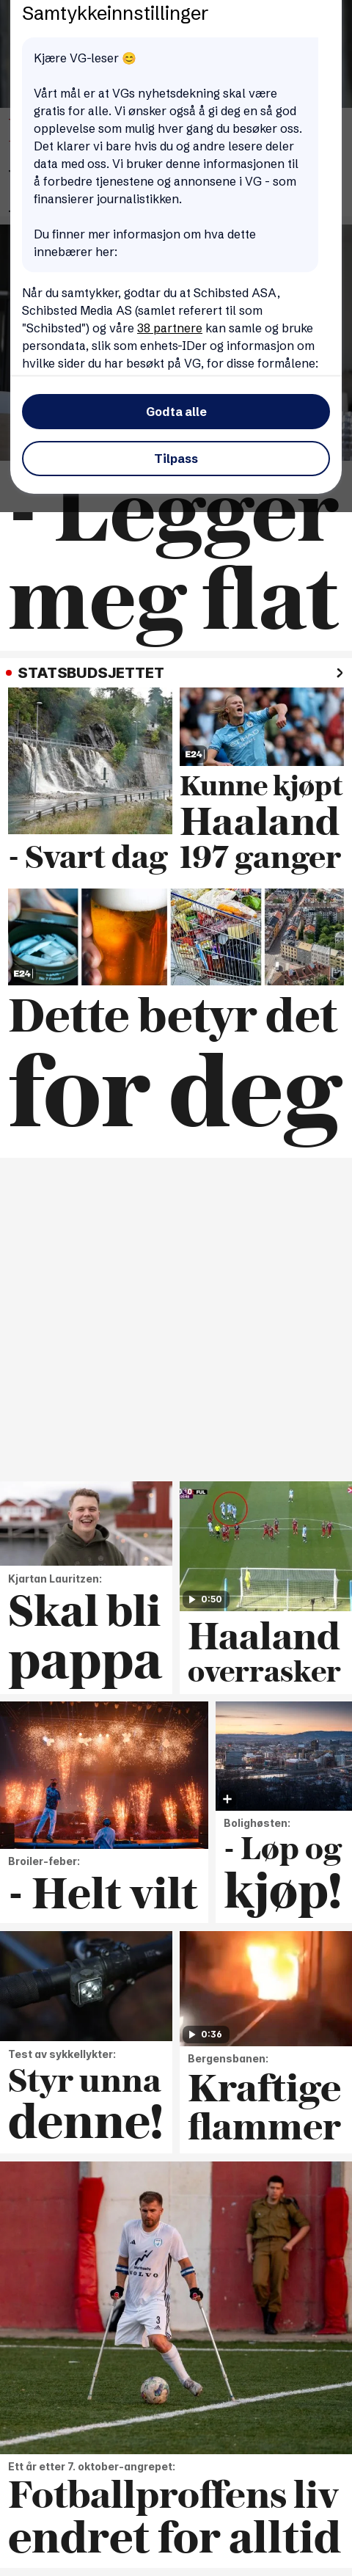 Samtykkeinnstillinger
Kjære VG-leser 😊
Vårt mål er at VGs nyhetsdekning skal være
gratis for alle. Vi ønsker også å gi deg en så god
opplevelse som mulig hver gang du besøker oss.
Det klarer vi bare hvis du og andre lesere deler
data med oss. Vi bruker denne informasjonen til
å forbedre tjenestene og annonsene i VG - som
finansierer journalistikken.
Du finner mer informasjon om hva dette
innebærer her:
Når du samtykker, godtar du at Schibsted ASA,
Schibsted Media AS (samlet referert til som
"Schibsted") og våre 38 partnere kan samle og bruke
persondata, slik som enhets-IDer og informasjon om
hvilke sider du har besøkt på VG, for disse formålene:
Godta alle
Tilpass
- Legger
meg flat
STATSBUDSJETTET
- Svart dag
E24
Kunne kjøpt
Haaland
197 ganger
E24
Dette betyr det
for deg
Kjartan Lauritzen:
Skal bli
pappa
0:50
Haaland
overrasker
Broiler-feber:
- Helt vilt
Bolighøsten:
- Løp og
kjøp!
Test av sykkellykter:
Styr unna
denne!
0:36
Bergensbanen:
Kraftige
flammer
VOLVO
3
Ett år etter 7. oktober-angrepet:
Fotballproffens liv
endret for alltid